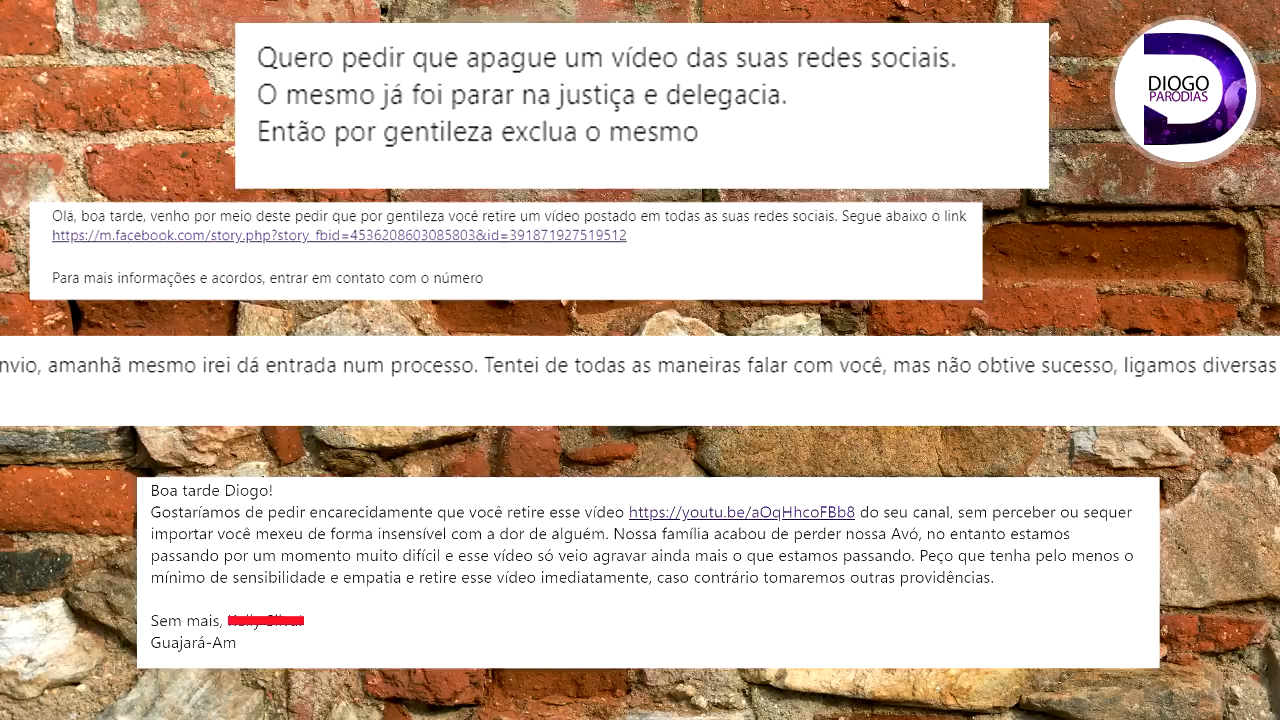 Quero pedir que apague um vídeo das suas redes sociais.
O mesmo já foi parar na justiça e delegacia.
Então por gentileza exclua o mesmo
DIOGO
PARÓDIAS
Olá, boa tarde, venho por meio deste pedir que por gentileza você retire um vídeo postado em todas as suas redes sociais. Segue abaixo o link
https://m.facebook.com/story.php?story_fbid=4536208603085803&id=391871927519512
Para mais informações e acordos, entrar em contato com o número
nvio, amanhã mesmo irei dá entrada num processo. Tentei de todas as maneiras falar com você, mas não obtive sucesso, ligamos diversas
Boa tarde Diogo!
Gostaríamos de pedir encarecidamente que você retire esse vídeo https://youtu.be/aOqHhcoFBb8 do seu canal, sem perceber ou sequer
importar você mexeu de forma insensível com a dor de alguém. Nossa família acabou de perder nossa Avó, no entanto estamos
passando por um momento muito difícil e esse vídeo só veio agravar ainda mais o que estamos passando. Peço que tenha pelo menos o
mínimo de sensibilidade e empatia e retire esse vídeo imediatamente, caso contrário tomaremos outras providências.
Sem mais,
Guajará-Am